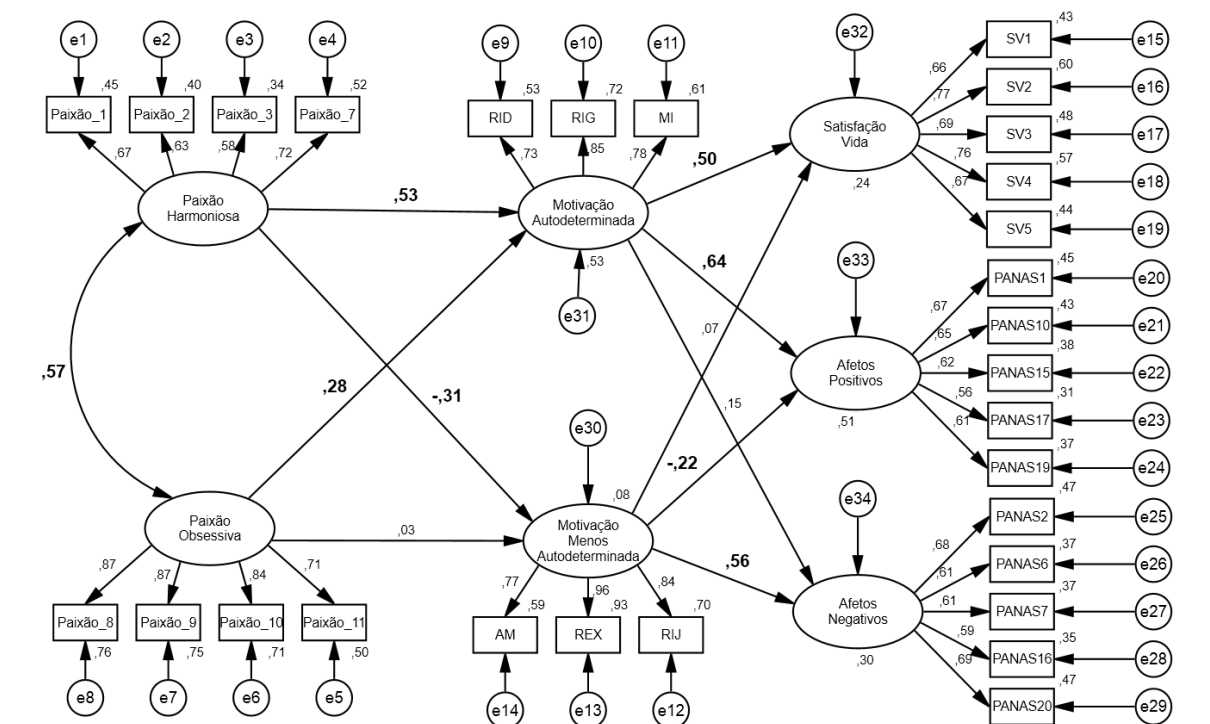 e1
e2
e3
e4
,45
,40
,34
,52
Paixão_1
Paixão_2
Paixão_3
Paixão_7
,67
,63
,58
,72
Paixão
Harmoniosa
,57
Paixão
Obsessiva
,87
,87
,84
,71
Paixão_8
Paixão_9
Paixão_10
Paixão_11
,76
,75
,71
,50
e8
e7
e6
e5
,53
-,31
,28
,03
e9
e10
e11
,53
,72
,61
RID
RIG
MI
,73
,85
,78
Motivação
Autodeterminada
,53
e31
e30
,08
Motivação
Menos
Autodeterminada
,77
,96
,84
,59
,93
,70
AM
REX
RIJ
e14
e13
e12
,50
,64
,07
,15
-,22
,56
e32
Satisfação
Vida
,24
,66
,77
,69
,76
,67
,43
SV1
e15
,60
SV2
e16
,48
SV3
e17
,57
SV4
e18
,44
SV5
e19
e33
Afetos
Positivos
,51
,67
,65
,62
,56
,61
,45
PANAS1
e20
,43
PANAS10
e21
,38
PANAS15
e22
,31
PANAS17
e23
,37
PANAS19
e24
e34
Afetos
Negativos
,30
,68
,61
,61
,59
,69
,47
PANAS2
e25
,37
PANAS6
e26
,37
PANAS7
e27
,35
PANAS16
e28
,47
PANAS20
e29